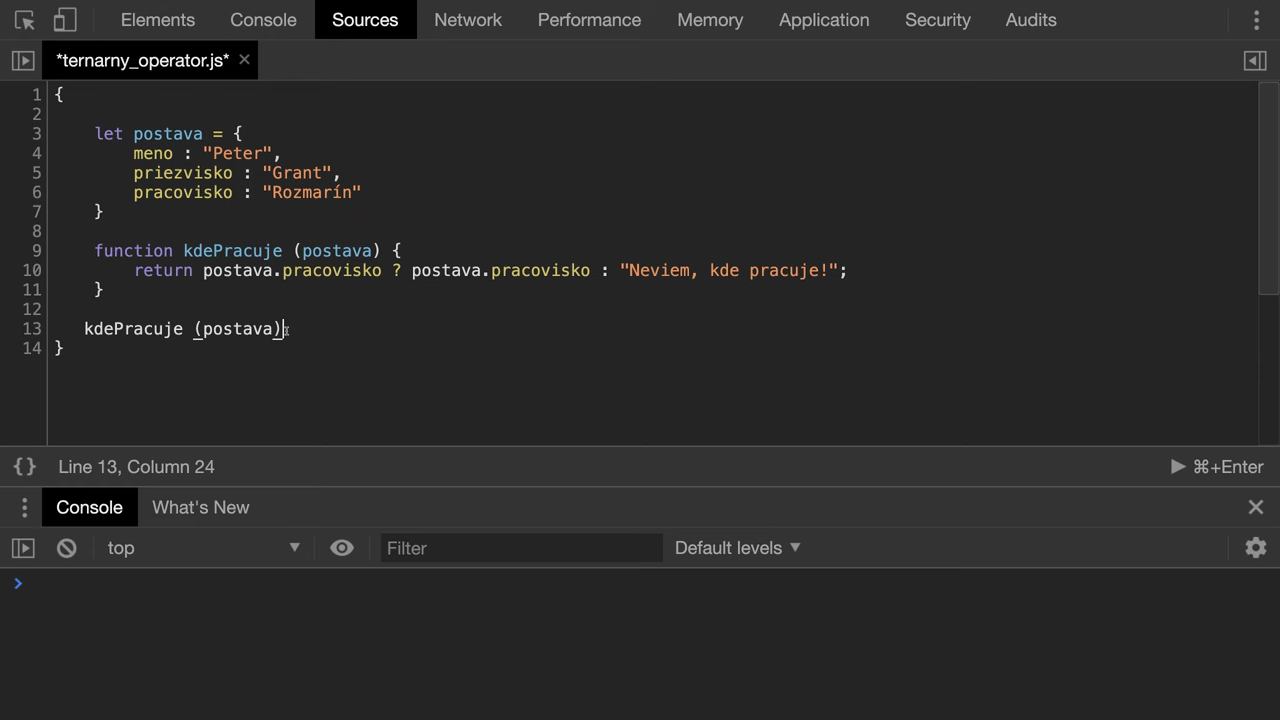 Elements Console Sources Network Performance Memory Application Security Audits
*ternarny_operator.js* ×
1 {
2
3 let postava = {
4 meno : "Peter",
5 priezvisko : "Grant",
6 pracovisko : "Rozmarín"
7 }
8
9 function kdePracuje (postava) {
10 return postava.pracovisko ? postava.pracovisko : "Neviem, kde pracuje!";
11 }
12
13 kdePracuje (postava)
14 }
{} Line 13, Column 24 ⌘+Enter
Console What's New
top Filter Default levels